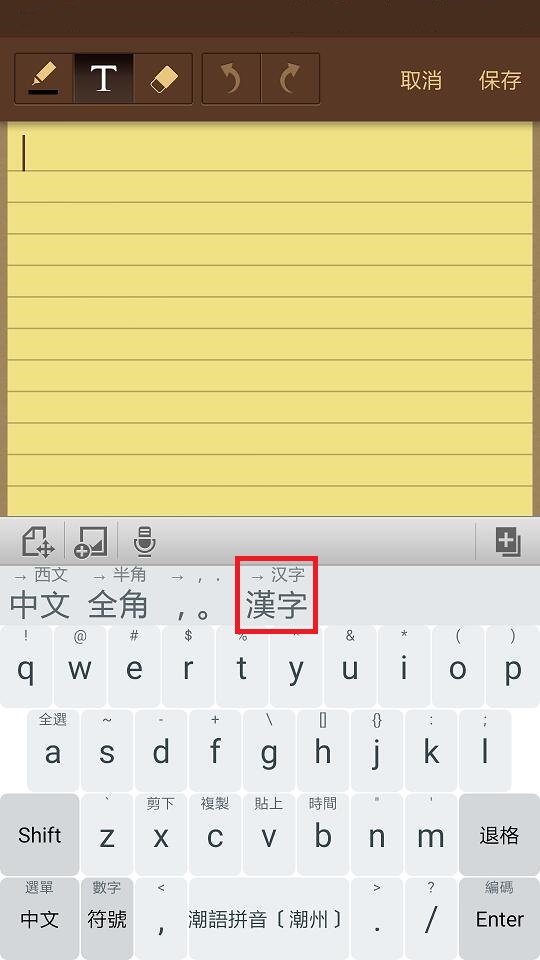 T 取消 保存
→ 西文 → 半角 → , . → 汉字
中文 全角 ，。 漢字
! @ # $ % ^ & * ( )
q w e r t y u i o p
全選 ~ - + \ [] {} : ;
a s d f g h j k l
` 剪下 複製 貼上 時間 " '
Shift z x c v b n m 退格
選單 數字 < > ? 編碼
中文 符號 , 潮語拼音〔潮州〕 . / Enter